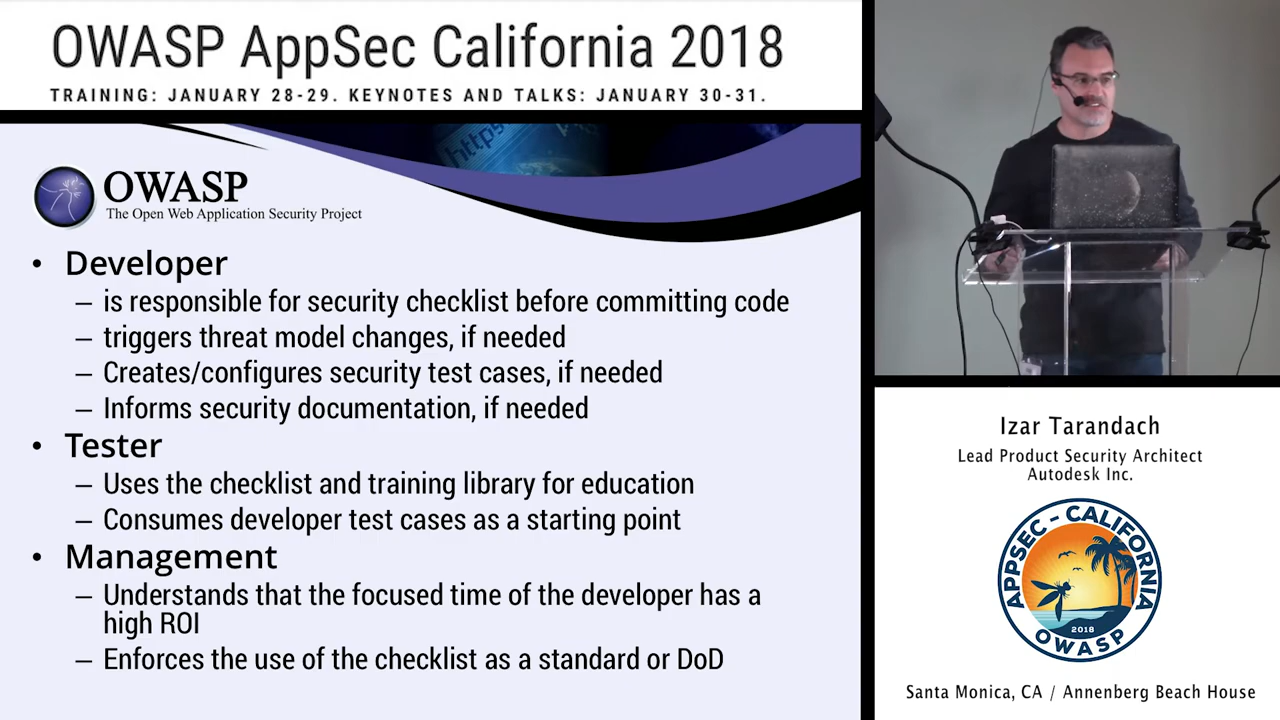 OWASP AppSec California 2018
TRAINING: JANUARY 28-29. KEYNOTES AND TALKS: JANUARY 30-31.
https
OWASP
The Open Web Application Security Project
• Developer
– is responsible for security checklist before committing code
– triggers threat model changes, if needed
– Creates/configures security test cases, if needed
– Informs security documentation, if needed
• Tester
– Uses the checklist and training library for education
– Consumes developer test cases as a starting point
• Management
– Understands that the focused time of the developer has a
high ROI
– Enforces the use of the checklist as a standard or DoD
Izar Tarandach
Lead Product Security Architect
Autodesk Inc.
APPSEC - CALIFORNIA
2018
OWASP
Santa Monica, CA / Annenberg Beach House